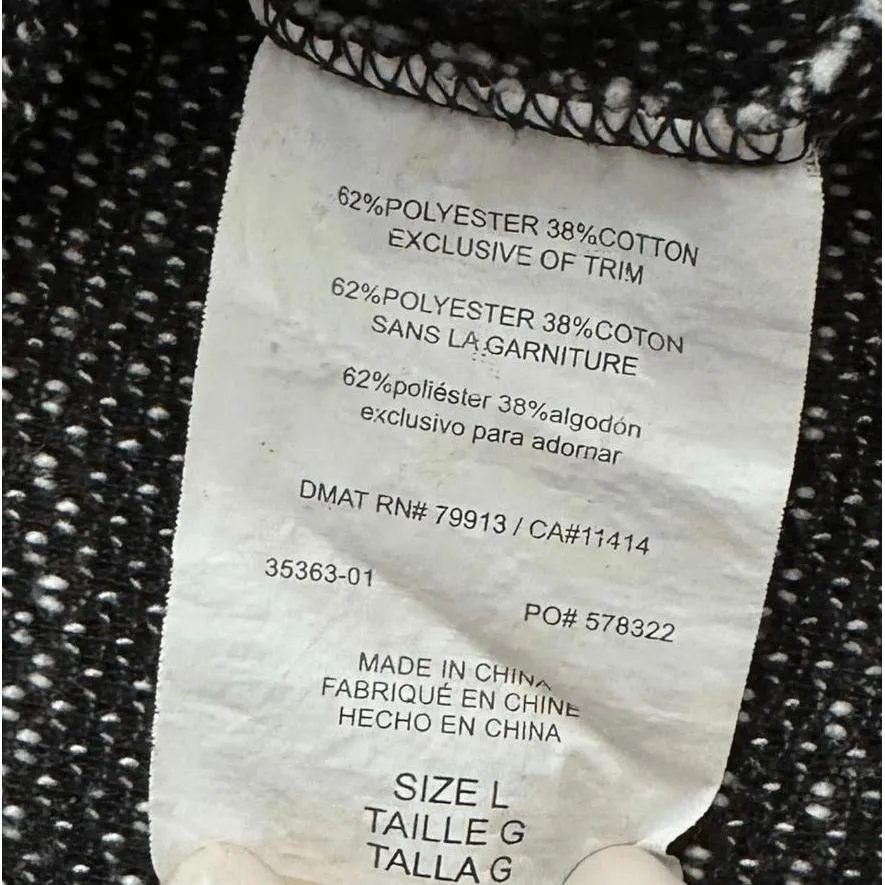 62%POLYESTER 38%COTTON
EXCLUSIVE OF TRIM
62%POLYESTER 38%COTON
SANS LA GARNITURE
62%poliéster 38%algodón
exclusivo para adornar
DMAT RN# 79913 / CA#11414
35363-01
PO# 578322
MADE IN CHINA
FABRIQUÉ EN CHINE
HECHO EN CHINA
SIZE L
TAILLE G
TALLA G